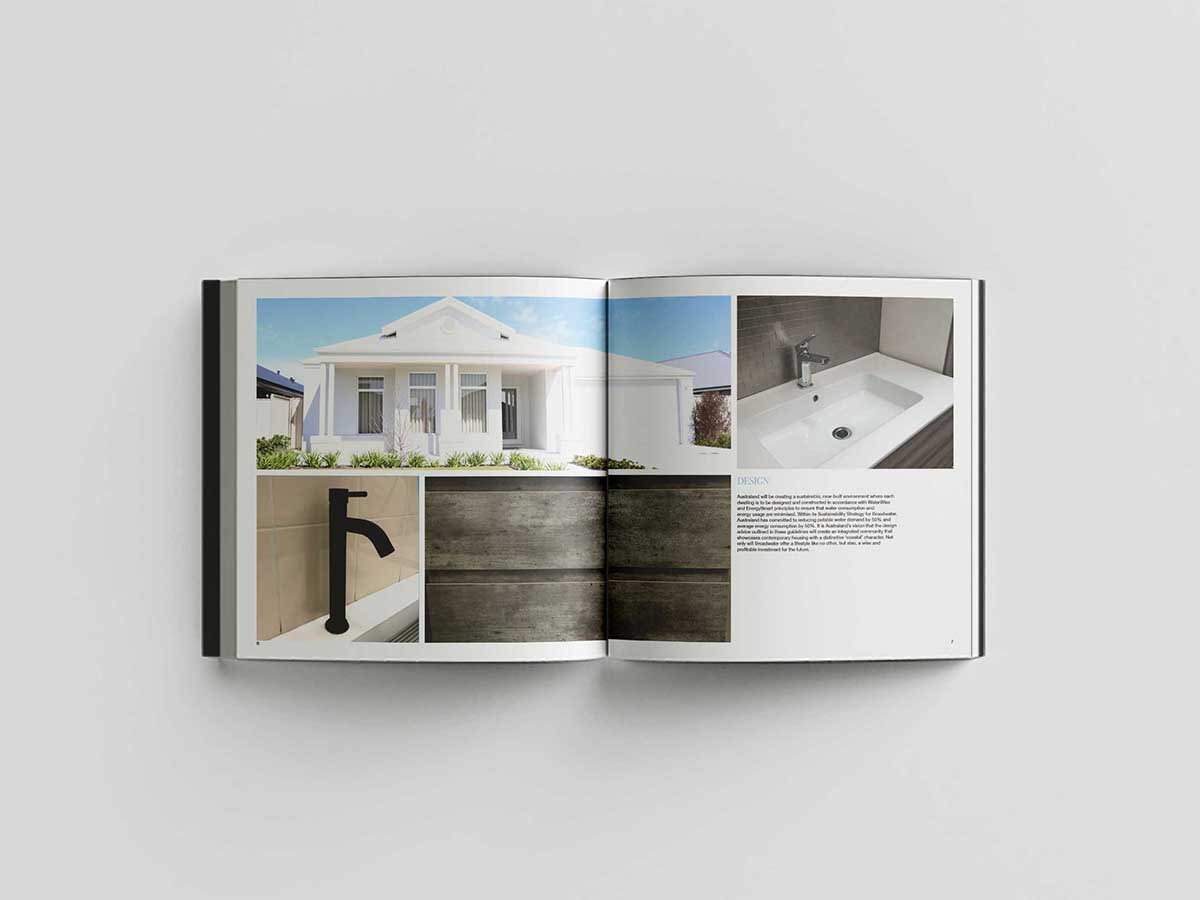 DESIGN
Australand will be creating a sustainable, new-built environment where each
dwelling is to be designed and constructed in accordance with WaterWise
and EnergySmart principles to ensure that water consumption and
energy usage are minimised. Within its Sustainability Strategy for Broadwater,
Australand has committed to reducing potable water demand by 50% and
average energy consumption by 50%. It is Australand's vision that the design
advice outlined in these guidelines will create an integrated community that
showcases contemporary housing with a distinctive 'coastal' character. Not
only will Broadwater offer a lifestyle like no other, but also, a wise and
profitable investment for the future.
6
7